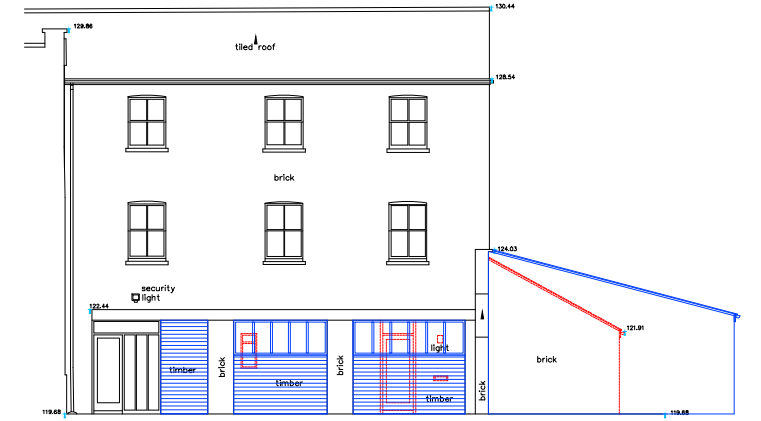 130.44
129.86
tiled roof
128.54
brick
124.03
security
light
122.44
121.91
light
brick
timber
brick
brick
timber
brick
timber
119.68
119.68